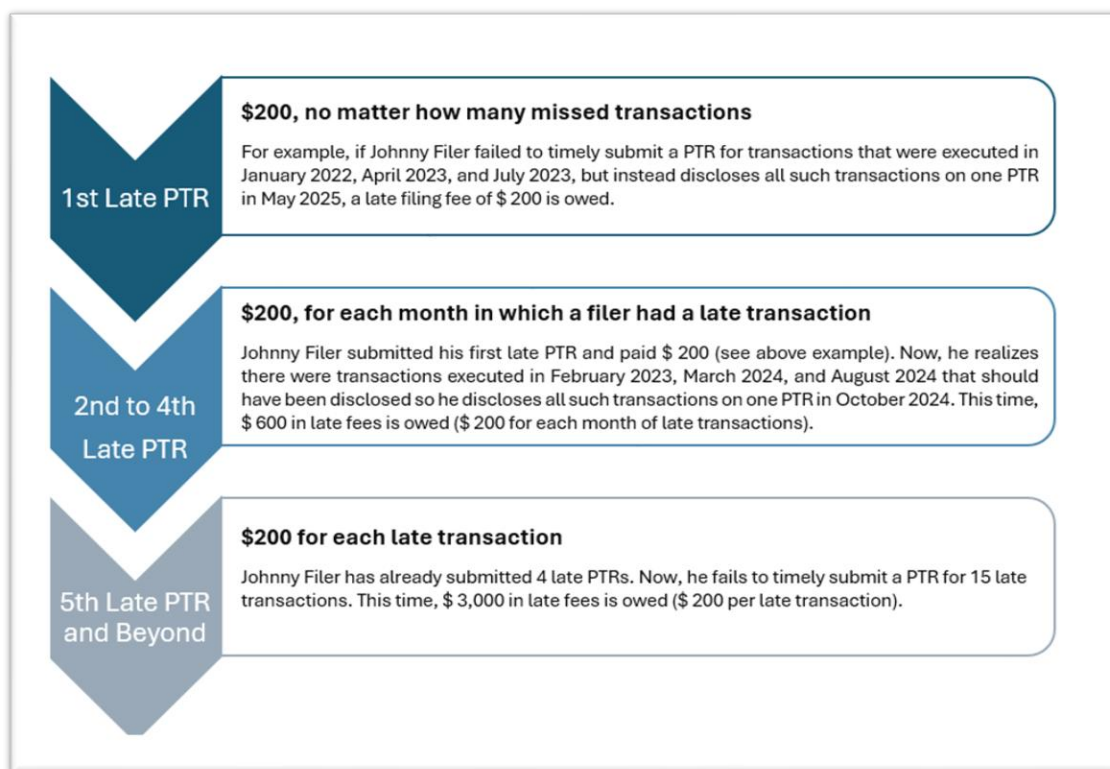 1st Late PTR
$200, no matter how many missed transactions
For example, if Johnny Filer failed to timely submit a PTR for transactions that were executed in
January 2022, April 2023, and July 2023, but instead discloses all such transactions on one PTR
in May 2025, a late filing fee of $ 200 is owed.
2nd to 4th
Late PTR
$200, for each month in which a filer had a late transaction
Johnny Filer submitted his first late PTR and paid $ 200 (see above example). Now, he realizes
there were transactions executed in February 2023, March 2024, and August 2024 that should
have been disclosed so he discloses all such transactions on one PTR in October 2024. This time,
$ 600 in late fees is owed ($ 200 for each month of late transactions).
5th Late PTR
and Beyond
$200 for each late transaction
Johnny Filer has already submitted 4 late PTRs. Now, he fails to timely submit a PTR for 15 late
transactions. This time, $ 3,000 in late fees is owed ($ 200 per late transaction).